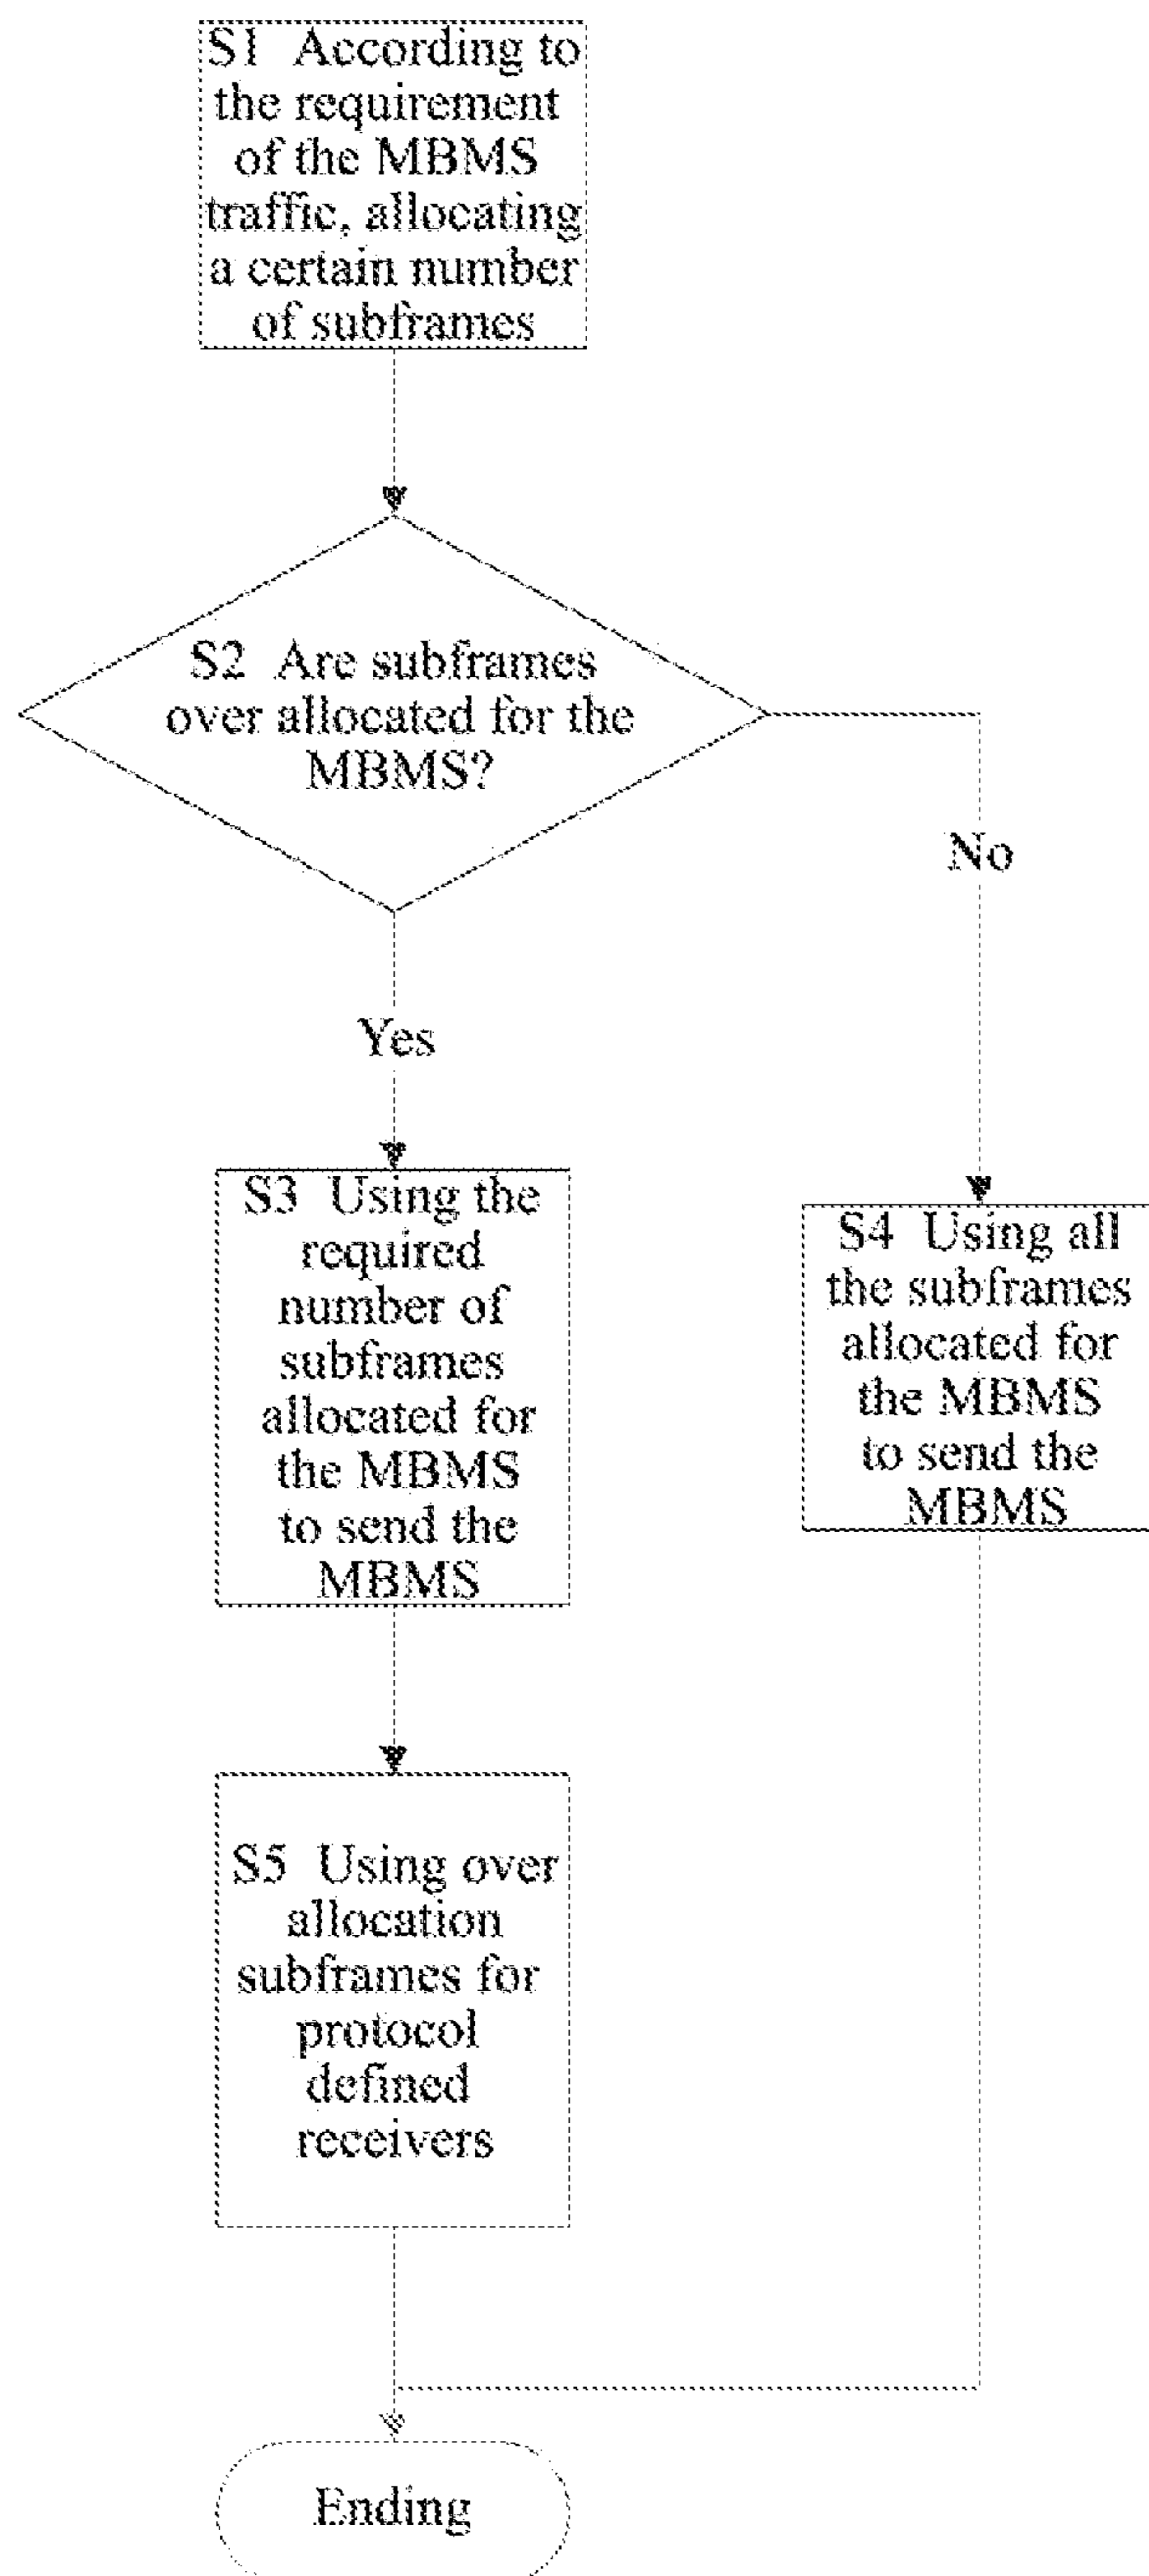 S1 According to
the requirement
of the MBMS
traffic, allocating
a certain number
of subframes
S2 Are subframes
over allocated for the
MBMS?
No
Yes
S3 Using the
required
number of
subframes
allocated for
the MBMS
to send the
MBMS
S4 Using all
the subframes
allocated for
the MBMS
to send the
MBMS
S5 Using over
allocation
subframes for
protocol
defined
receivers
Ending